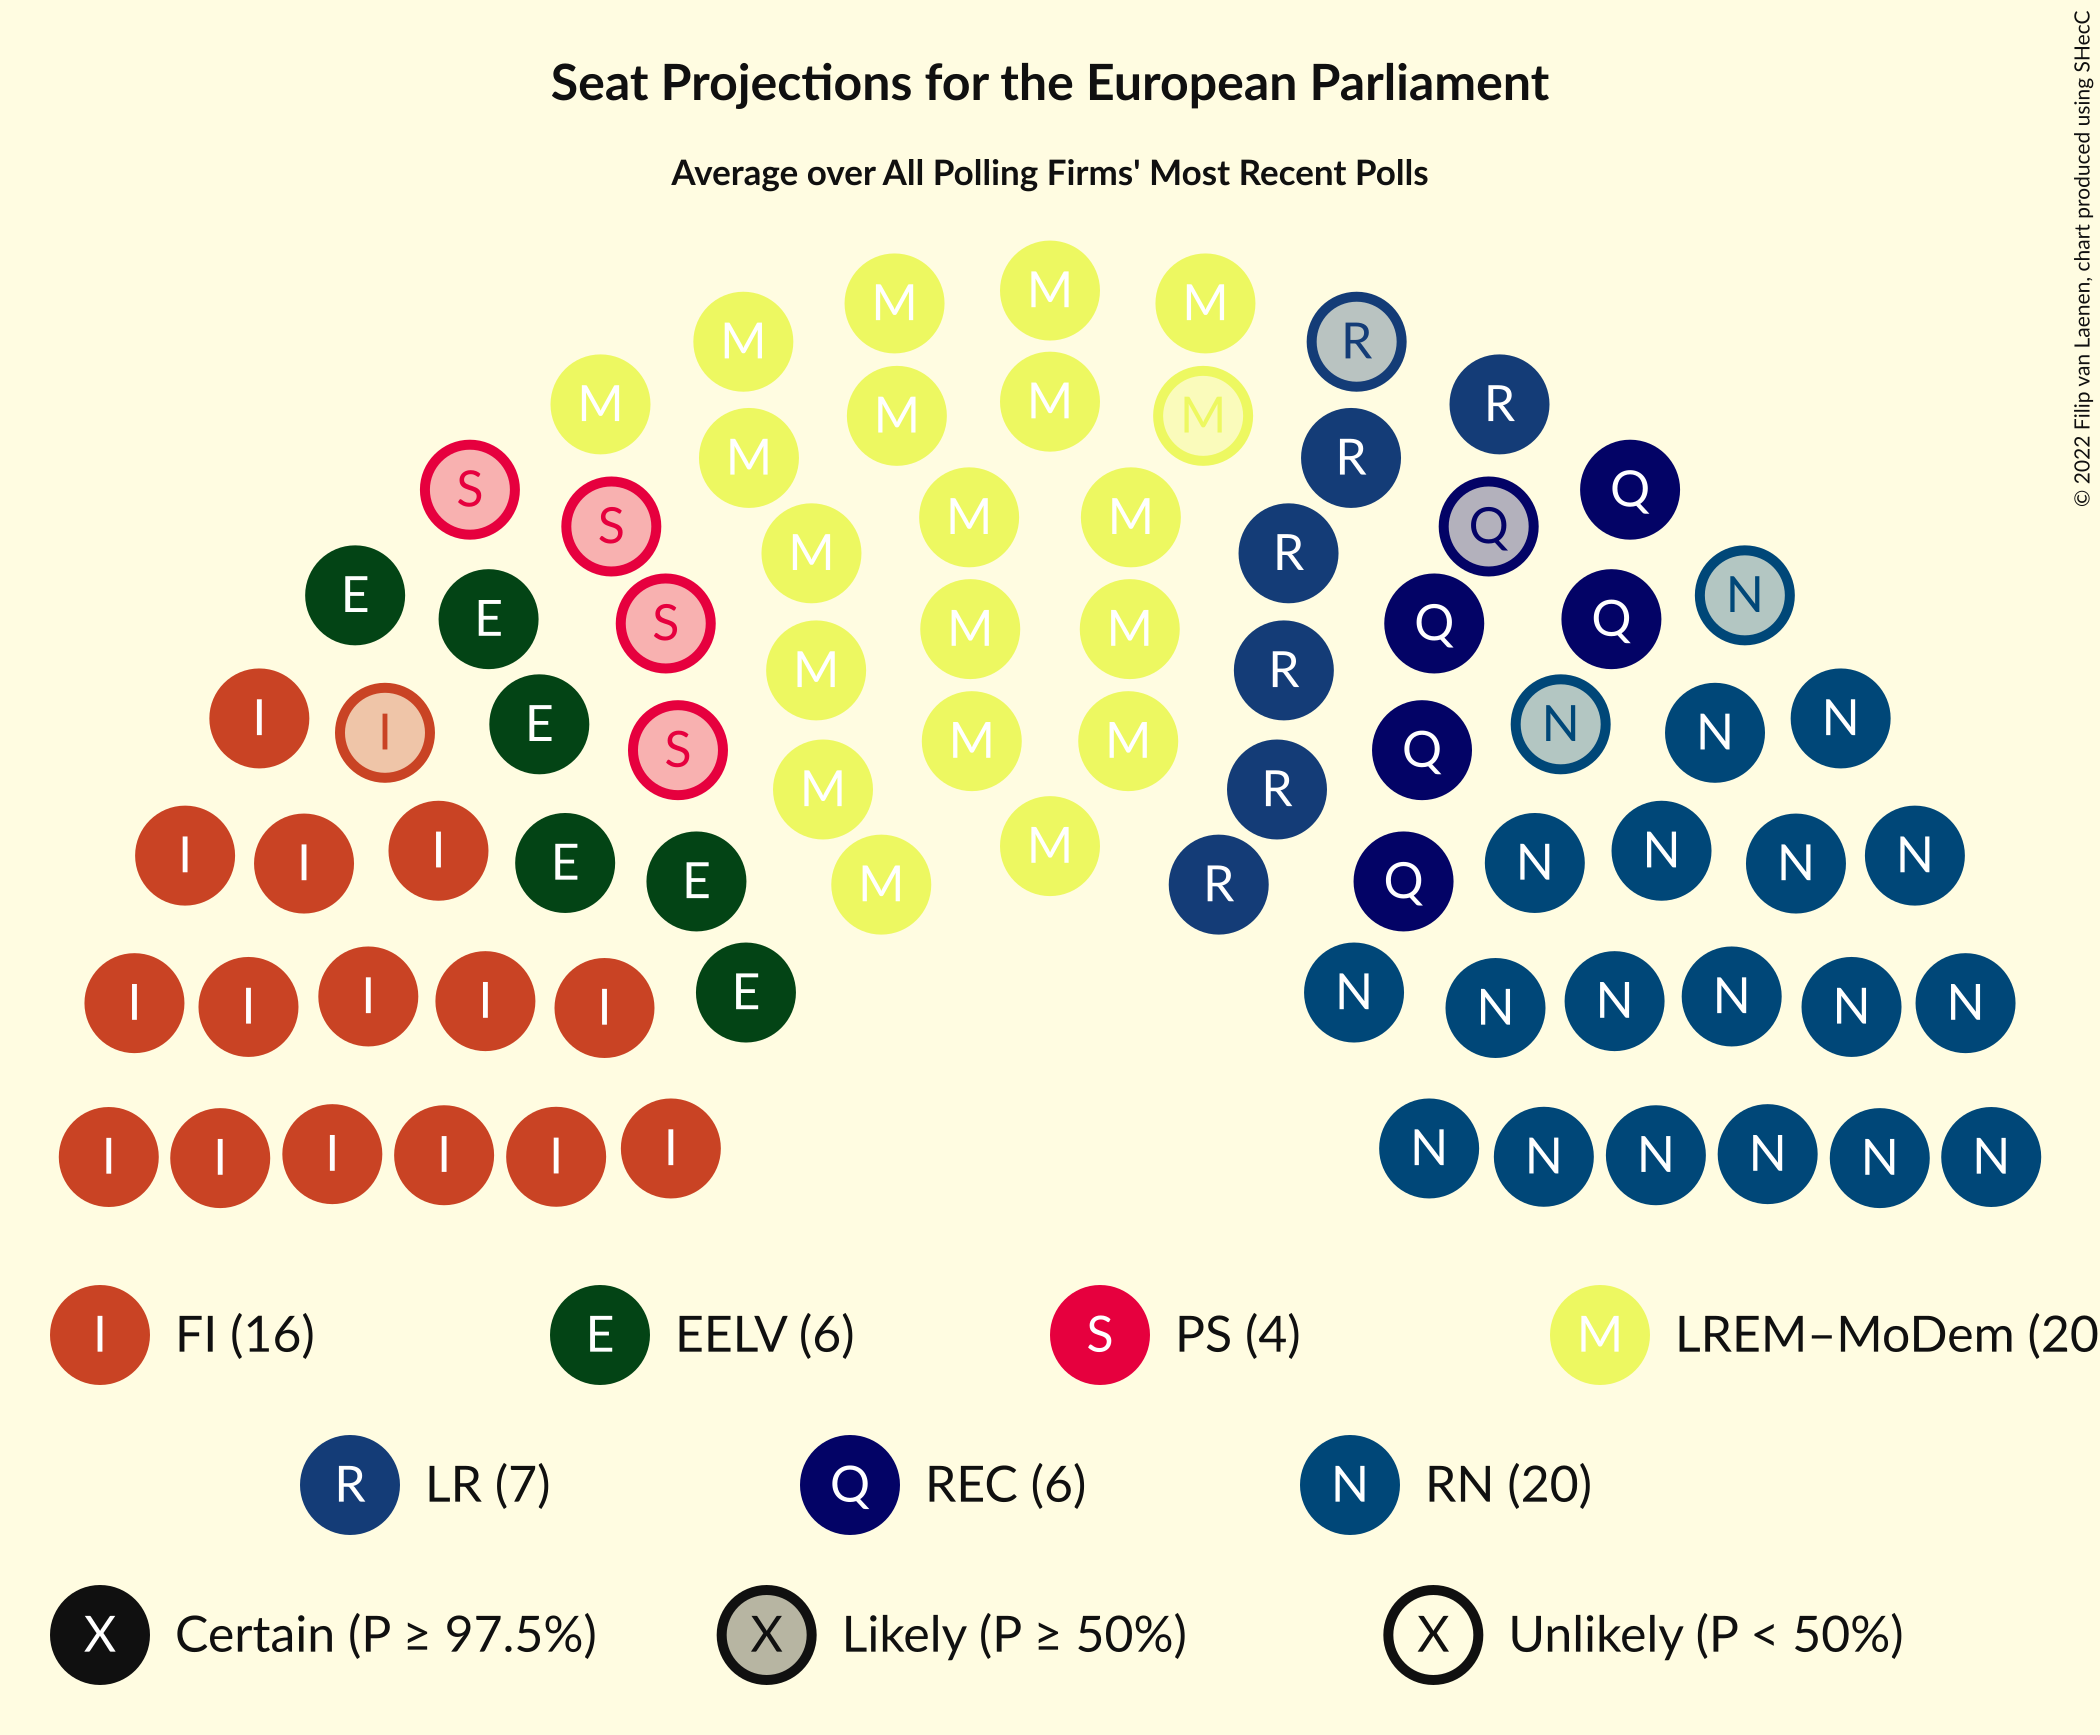 Seat Projections for the European Parliament
Average over All Polling Firms' Most Recent Polls
© 2022 Filip van Laenen, chart produced using SHecC
M M M M M R R
M M M M R
S S M M M R Q Q
E E S M M M R Q Q N
I I E S M M M R Q N N N
I I I E E M M R Q N N N N
I I I I I E N N N N N N
I I I I I I N N N N N N
I FI (16) E EELV (6) S PS (4) M LREM–MoDem (20
R LR (7) Q REC (6) N RN (20)
X Certain (P ≥ 97.5%) X Likely (P ≥ 50%) X Unlikely (P < 50%)